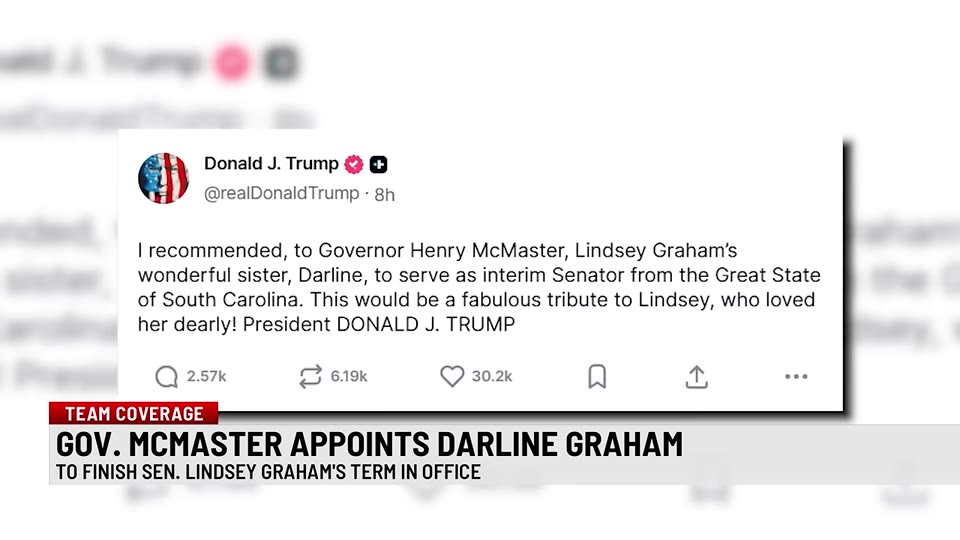 Donald J. Trump
@realDonaldTrump · 8h
I recommended, to Governor Henry McMaster, Lindsey Graham's
wonderful sister, Darline, to serve as interim Senator from the Great State
of South Carolina. This would be a fabulous tribute to Lindsey, who loved
her dearly! President DONALD J. TRUMP
2.57k 6.19k 30.2k
TEAM COVERAGE
GOV. MCMASTER APPOINTS DARLINE GRAHAM
TO FINISH SEN. LINDSEY GRAHAM'S TERM IN OFFICE